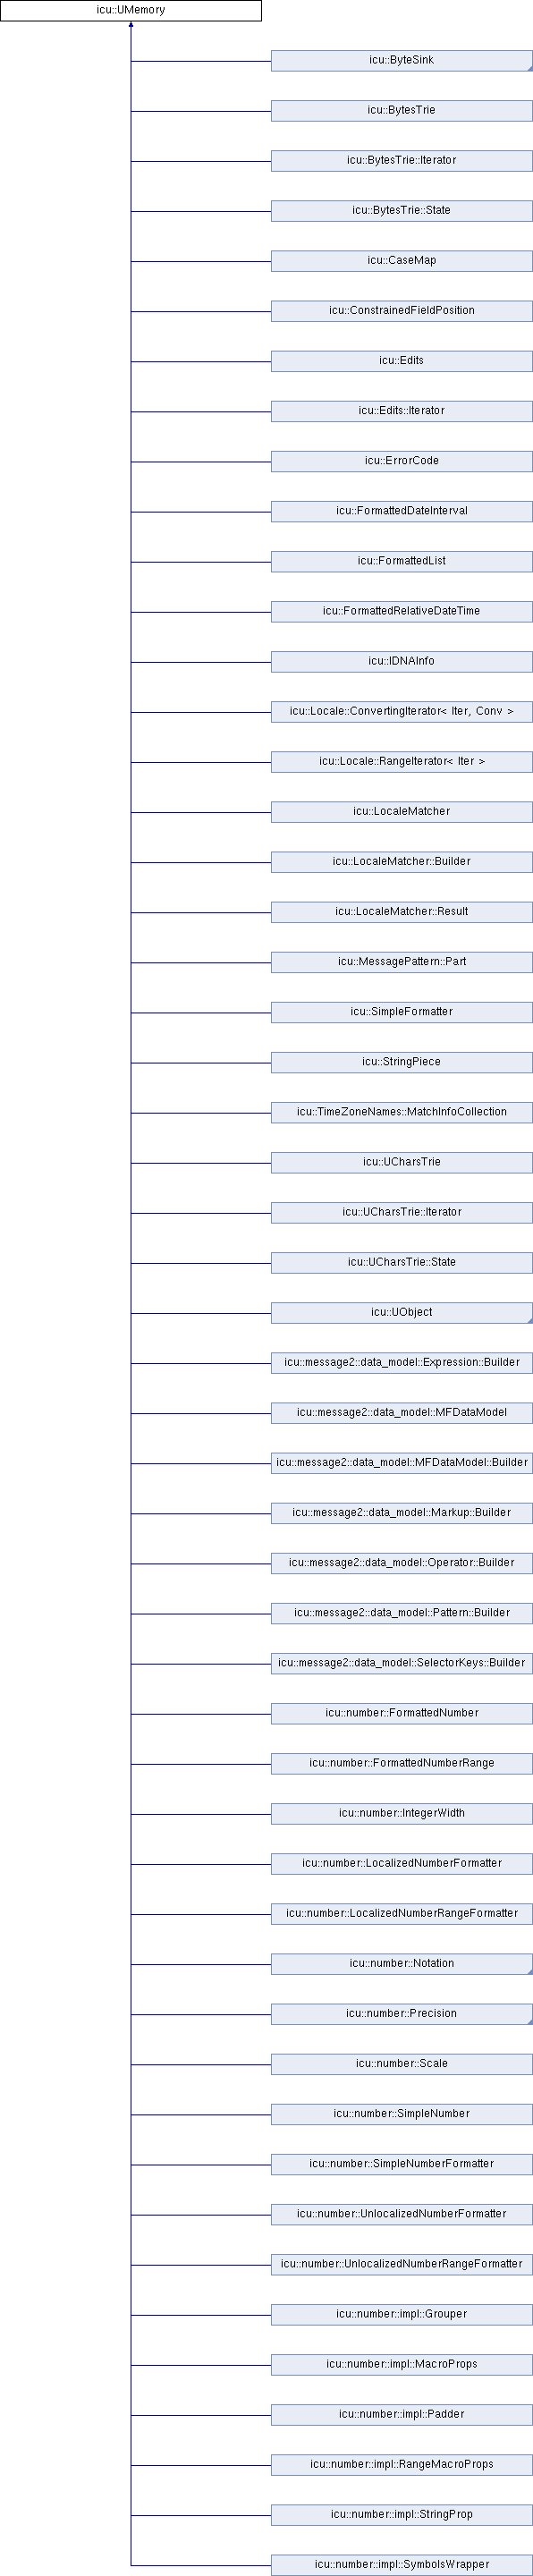 icu::UMemory
icu::ByteSink
icu::BytesTrie
icu::BytesTrie::Iterator
icu::BytesTrie::State
icu::CaseMap
icu::ConstrainedFieldPosition
icu::Edits
icu::Edits::Iterator
icu::ErrorCode
icu::FormattedDateInterval
icu::FormattedList
icu::FormattedRelativeDateTime
icu::IDNAInfo
icu::Locale::ConvertingIterator< Iter, Conv >
icu::Locale::RangeIterator< Iter >
icu::LocaleMatcher
icu::LocaleMatcher::Builder
icu::LocaleMatcher::Result
icu::MessagePattern::Part
icu::SimpleFormatter
icu::StringPiece
icu::TimeZoneNames::MatchInfoCollection
icu::UCharsTrie
icu::UCharsTrie::Iterator
icu::UCharsTrie::State
icu::UObject
icu::message2::data_model::Expression::Builder
icu::message2::data_model::MFDataModel
icu::message2::data_model::MFDataModel::Builder
icu::message2::data_model::Markup::Builder
icu::message2::data_model::Operator::Builder
icu::message2::data_model::Pattern::Builder
icu::message2::data_model::SelectorKeys::Builder
icu::number::FormattedNumber
icu::number::FormattedNumberRange
icu::number::IntegerWidth
icu::number::LocalizedNumberFormatter
icu::number::LocalizedNumberRangeFormatter
icu::number::Notation
icu::number::Precision
icu::number::Scale
icu::number::SimpleNumber
icu::number::SimpleNumberFormatter
icu::number::UnlocalizedNumberFormatter
icu::number::UnlocalizedNumberRangeFormatter
icu::number::impl::Grouper
icu::number::impl::MacroProps
icu::number::impl::Padder
icu::number::impl::RangeMacroProps
icu::number::impl::StringProp
icu::number::impl::SymbolsWrapper